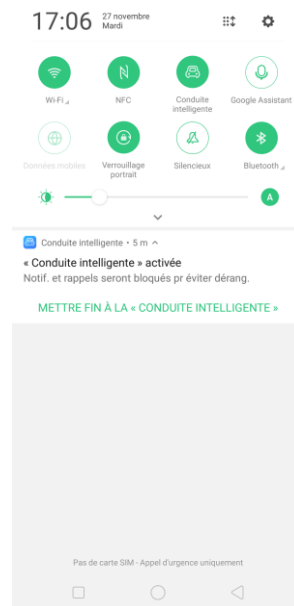 17:06
27 novembre
Mardi
Wi-Fi
NFC
Conduite
intelligente
Google Assistant
Données mobiles
Verrouillage
portrait
Silencieux
Bluetooth
A
Conduite intelligente • 5 m
« Conduite intelligente » activée
Notif. et rappels seront bloqués pr éviter dérang.
METTRE FIN À LA « CONDUITE INTELLIGENTE »
Pas de carte SIM - Appel d'urgence uniquement